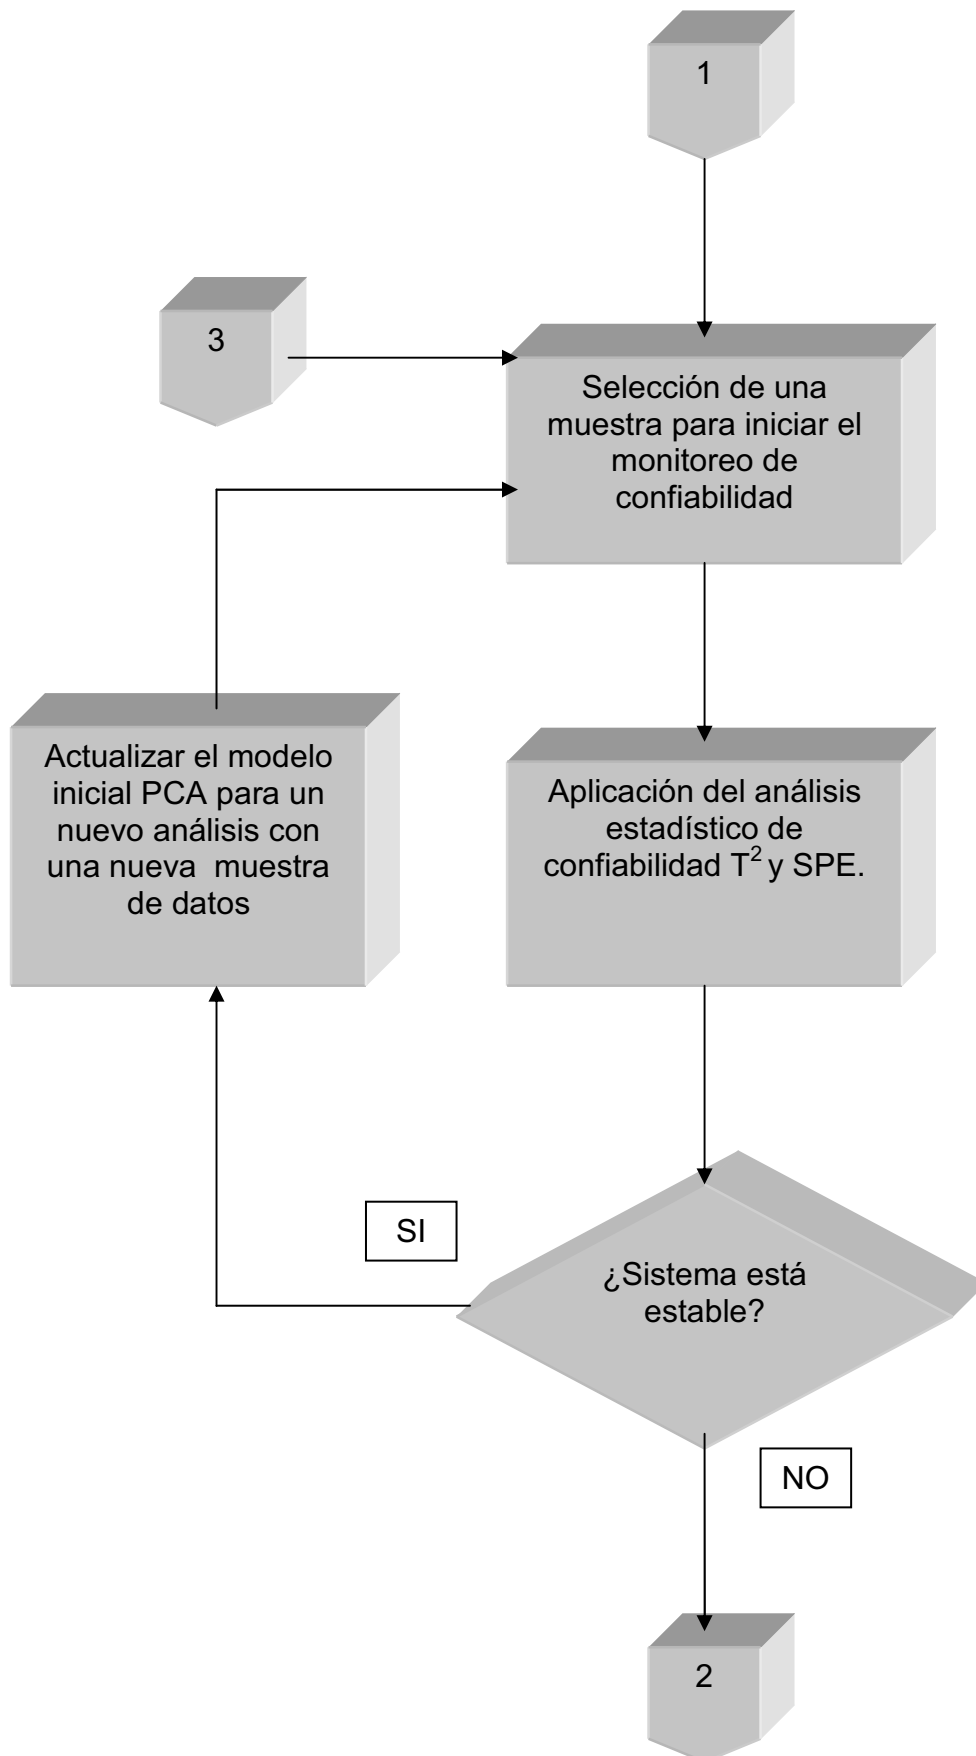 1
3
Selección de una
muestra para iniciar el
monitoreo de
confiabilidad
Actualizar el modelo
inicial PCA para un
nuevo análisis con
una nueva  muestra
de datos
Aplicación del análisis
estadístico de
confiabilidad T² y SPE.
SI
¿Sistema está
estable?
NO
2